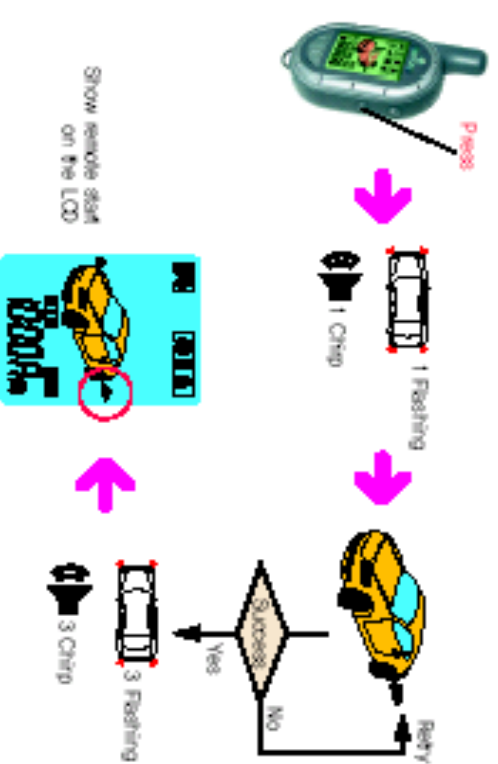 Press
1 Flashing
1 Chirp
Retry
Success
No
Yes
3 Flashing
3 Chirp
Show remote start
on the LCD